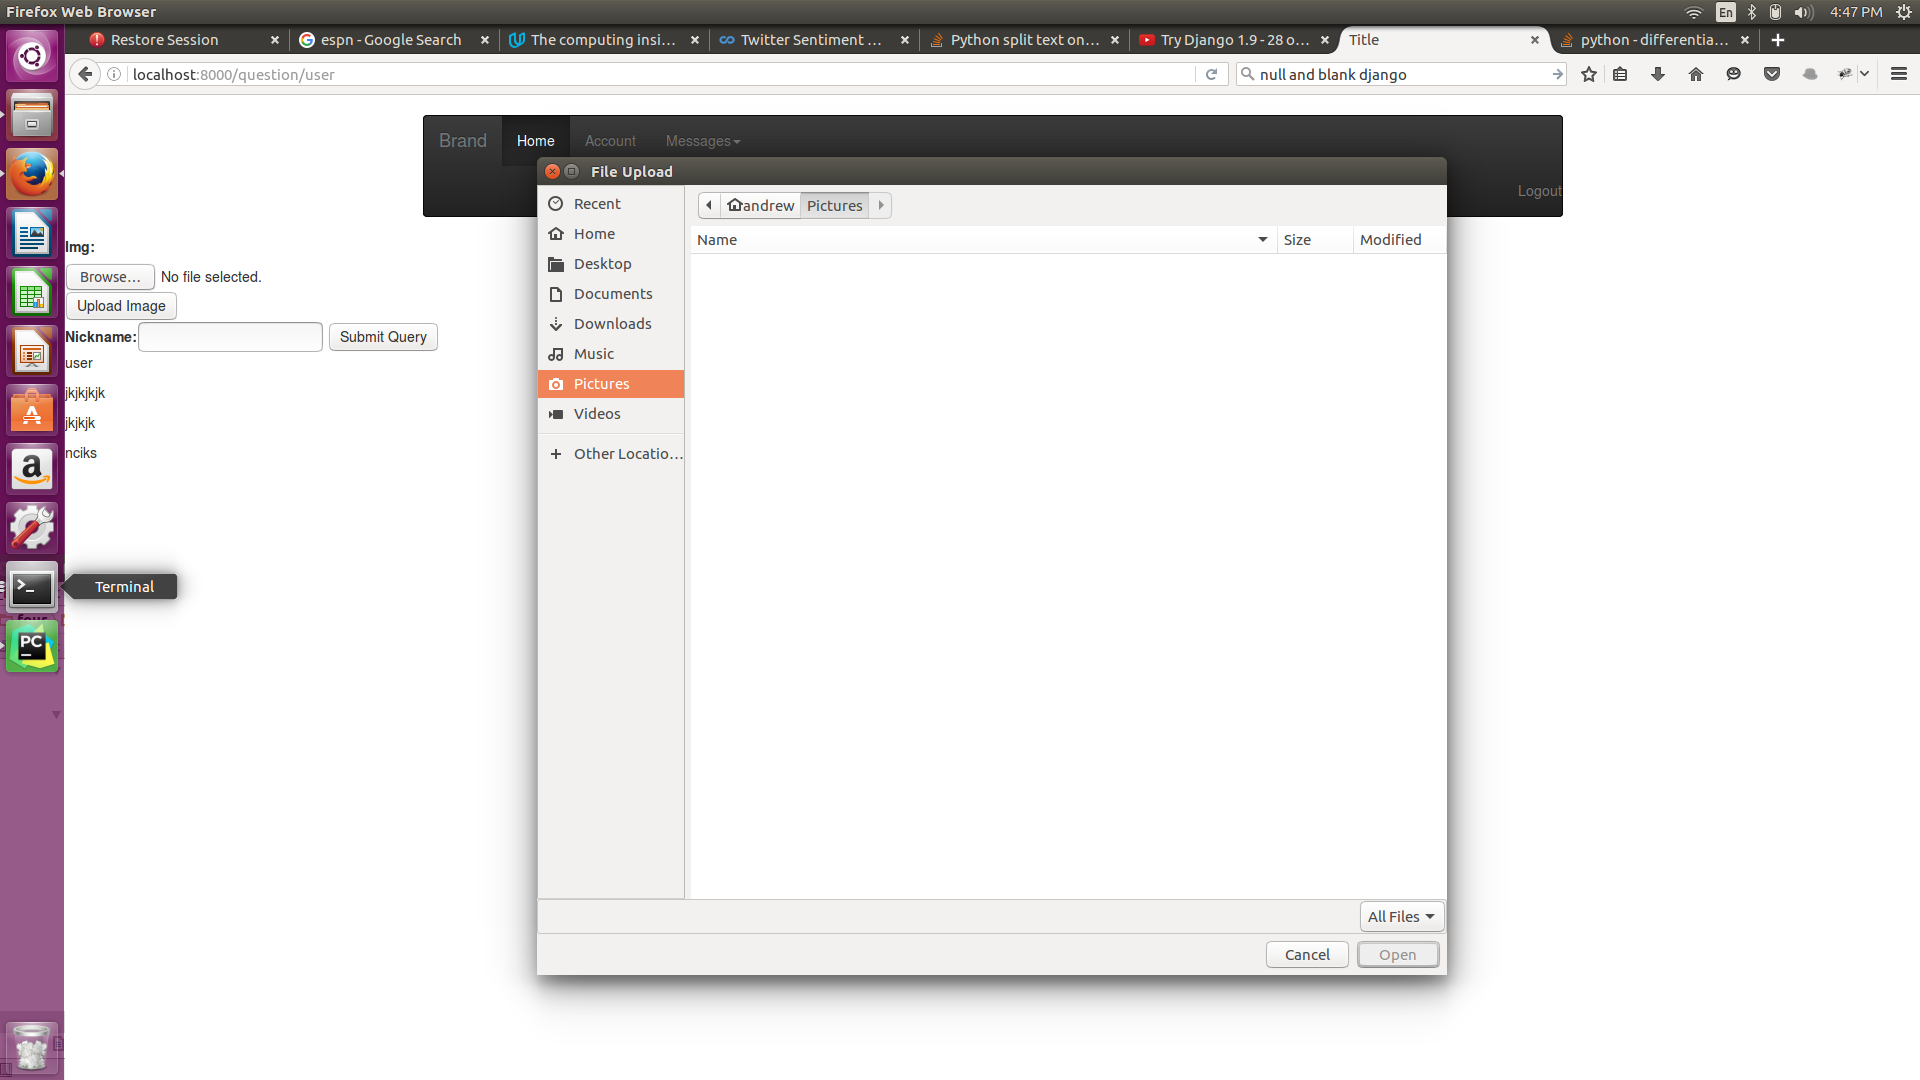 Firefox Web Browser
En
4:47 PM
Restore Session
espn - Google Search
The computing insi...
Twitter Sentiment ...
Python split text on...
Try Django 1.9 - 28 o...
Title
python - differentia...
localhost:8000/question/user
null and blank django
Brand
Home
Account
Messages
Logout
Img:
Browse...
No file selected.
Upload Image
Nickname:
Submit Query
user
jkjkjkjk
jkjkjk
nciks
Terminal
PC
File Upload
Recent
Home
Desktop
Documents
Downloads
Music
Pictures
Videos
Other Locatio...
andrew
Pictures
Name
Size
Modified
All Files
Cancel
Open